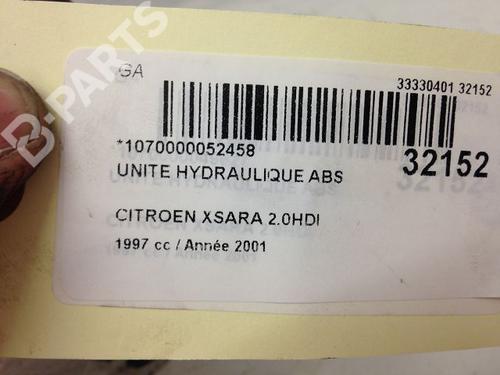 B-PARTS
GA
33330401 32152
*1070000052458
32152
UNITE HYDRAULIQUE ABS
CITROEN XSARA 2.0HDI
1997 cc / Année 2001